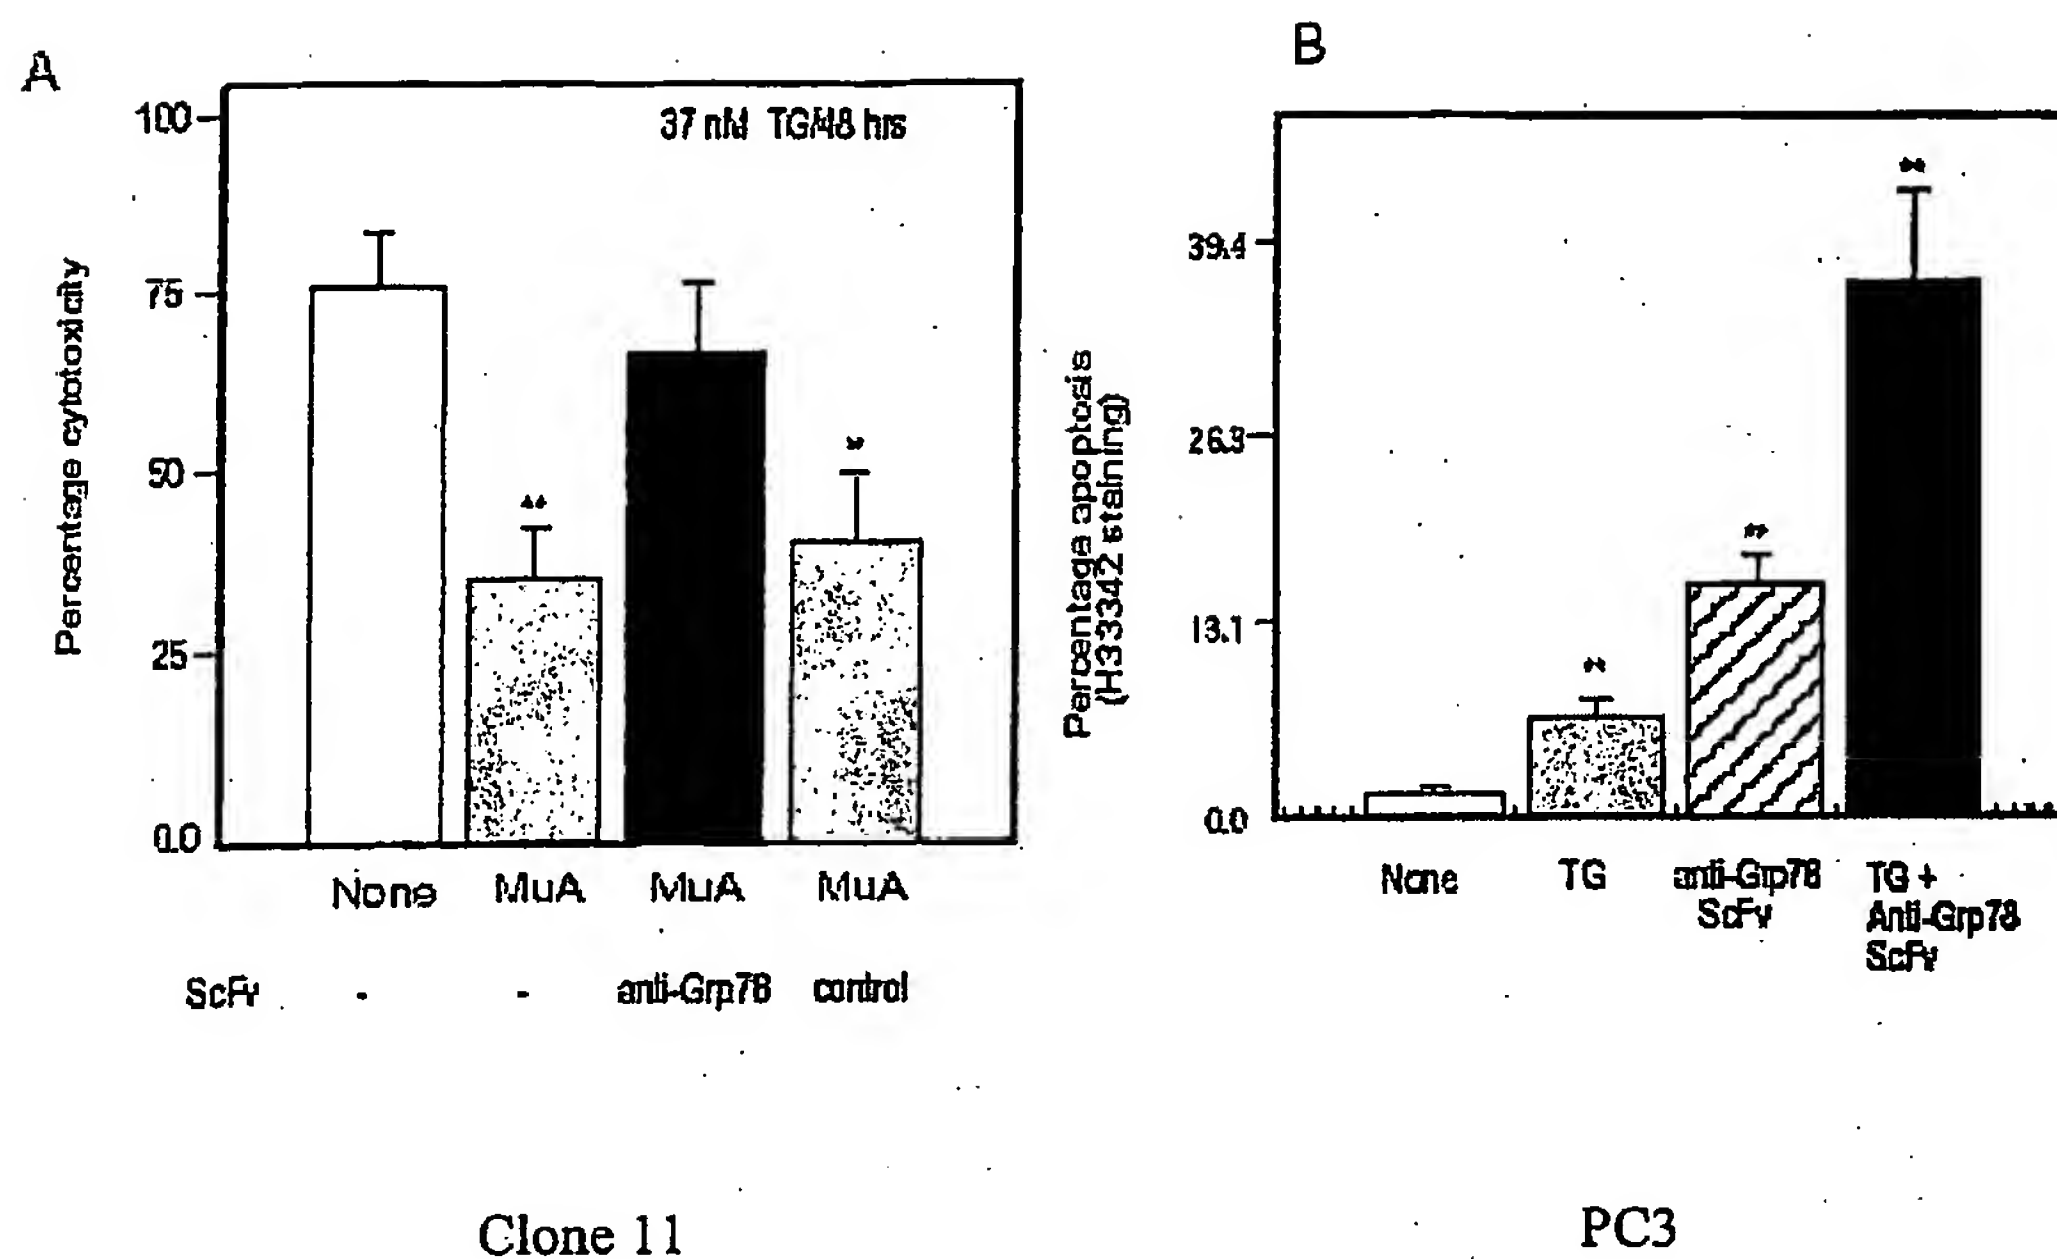 A
100
75
50
25
0.0
Percentage cytotoxicity
37 nM TG/48 hrs
**
*
None MuA MuA MuA
ScFv - - anti-Grp78 control
Clone 11
B
39.4
26.3
13.1
0.0
Percentage apoptosis
(H333342 staining)
None TG anti-Grp78 ScFv
TG +
Anti-Grp78
ScFv
PC3